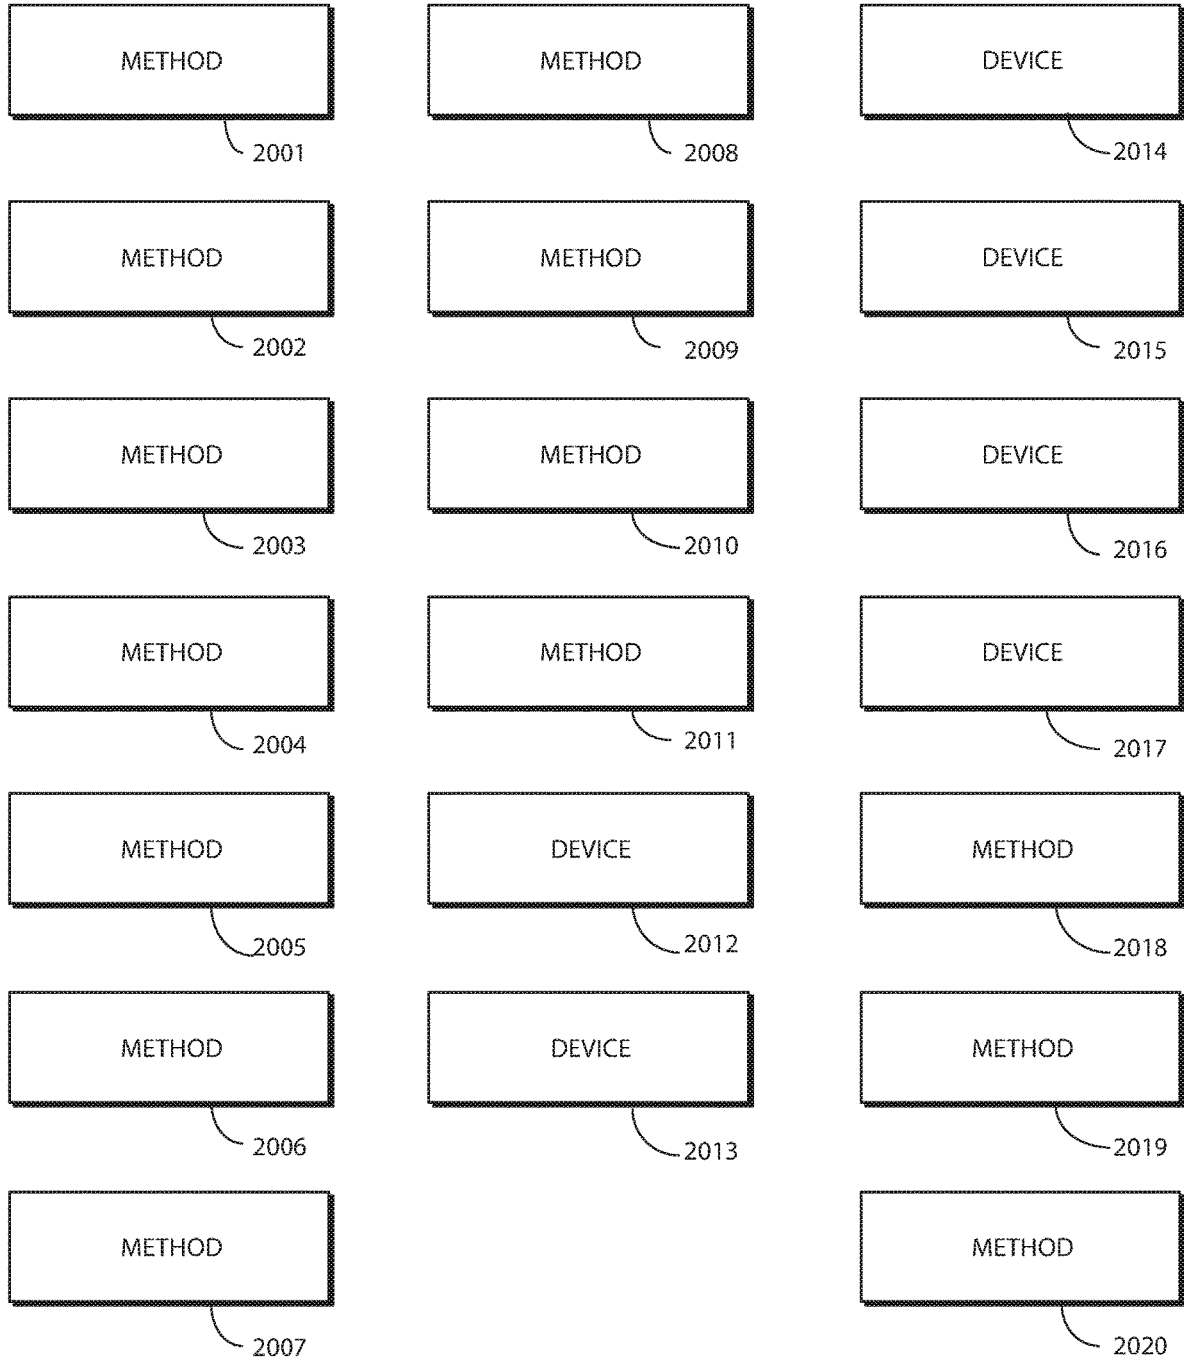 METHOD
2001
METHOD
2002
METHOD
2003
METHOD
2004
METHOD
2005
METHOD
2006
METHOD
2007
METHOD
2008
METHOD
2009
METHOD
2010
METHOD
2011
DEVICE
2012
DEVICE
2013
DEVICE
2014
DEVICE
2015
DEVICE
2016
DEVICE
2017
METHOD
2018
METHOD
2019
METHOD
2020